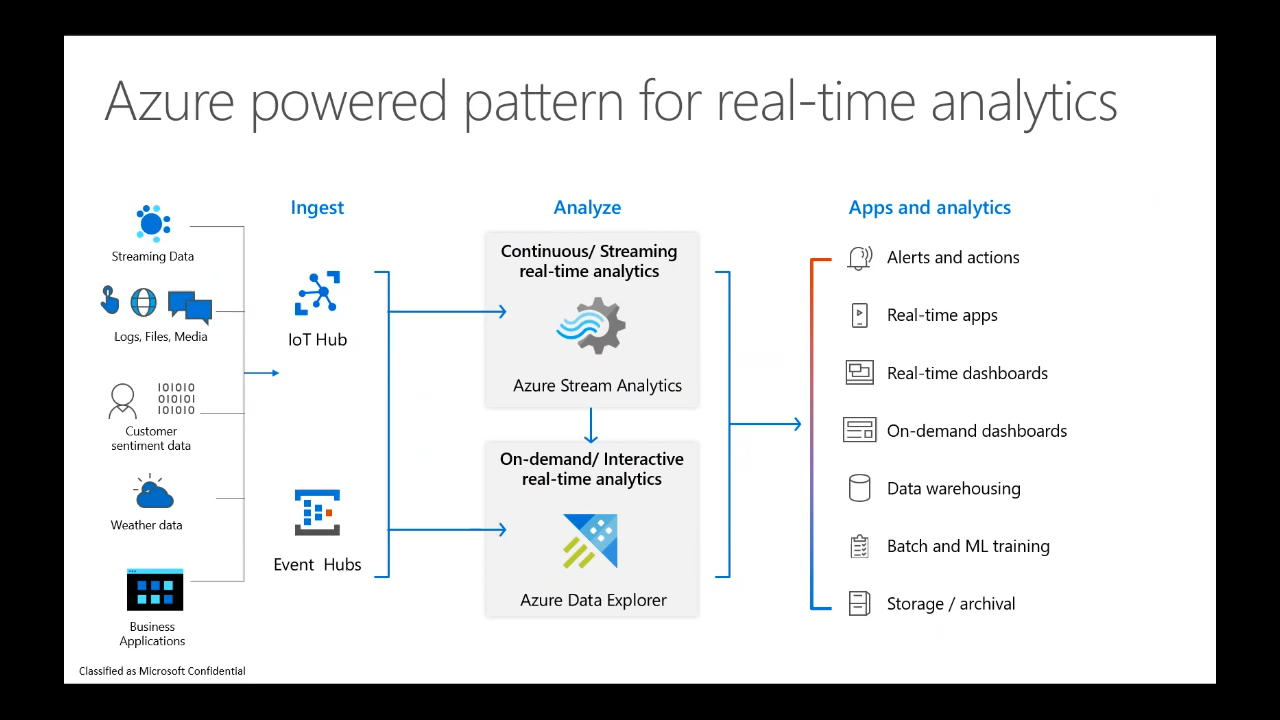 Azure powered pattern for real-time analytics
Streaming Data
Logs, Files, Media
101010
010101
101010
Customer
sentiment data
Weather data
Business
Applications
Ingest
IoT Hub
Event Hubs
Analyze
Continuous/ Streaming
real-time analytics
Azure Stream Analytics
On-demand/ Interactive
real-time analytics
Azure Data Explorer
Apps and analytics
Alerts and actions
Real-time apps
Real-time dashboards
On-demand dashboards
Data warehousing
Batch and ML training
Storage / archival
Classified as Microsoft Confidential